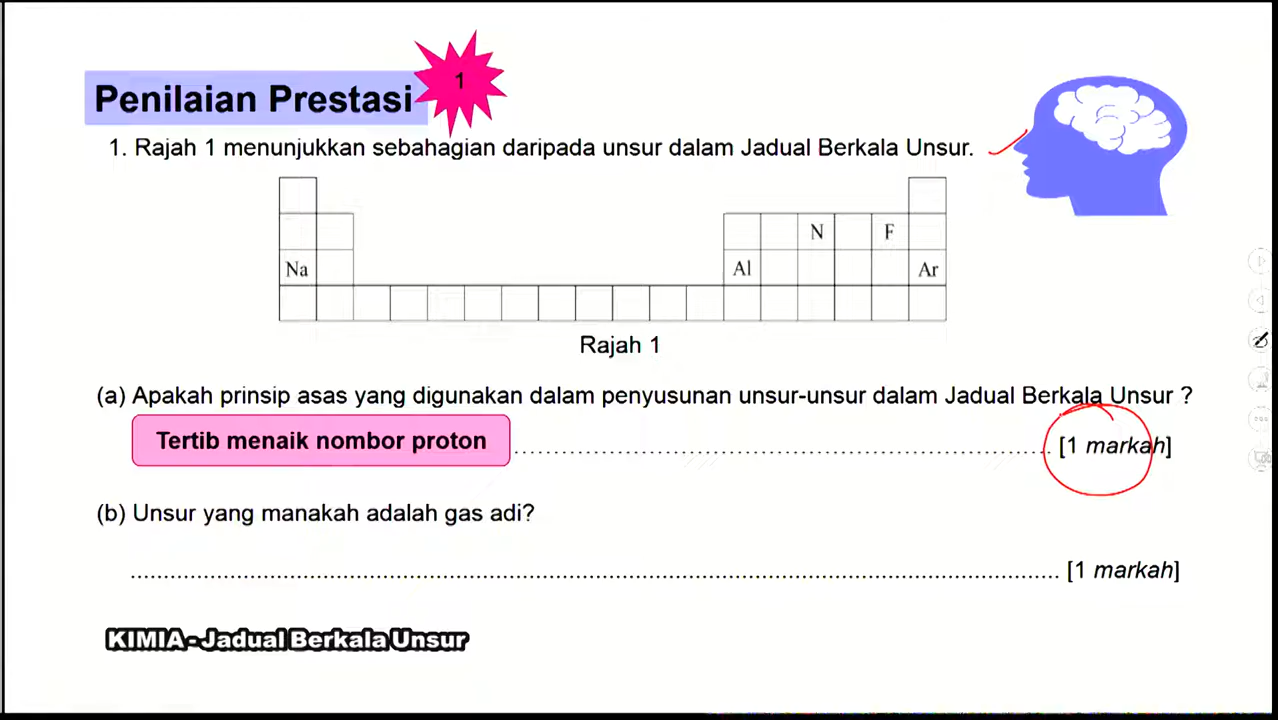 Penilaian Prestasi
1
1. Rajah 1 menunjukkan sebahagian daripada unsur dalam Jadual Berkala Unsur.
N F
Na Al Ar
Rajah 1
(a) Apakah prinsip asas yang digunakan dalam penyusunan unsur-unsur dalam Jadual Berkala Unsur ?
Tertib menaik nombor proton ........................................................................ [1 markah]
(b) Unsur yang manakah adalah gas adi?
........................................................................................................................ [1 markah]
KIMIA - Jadual Berkala Unsur